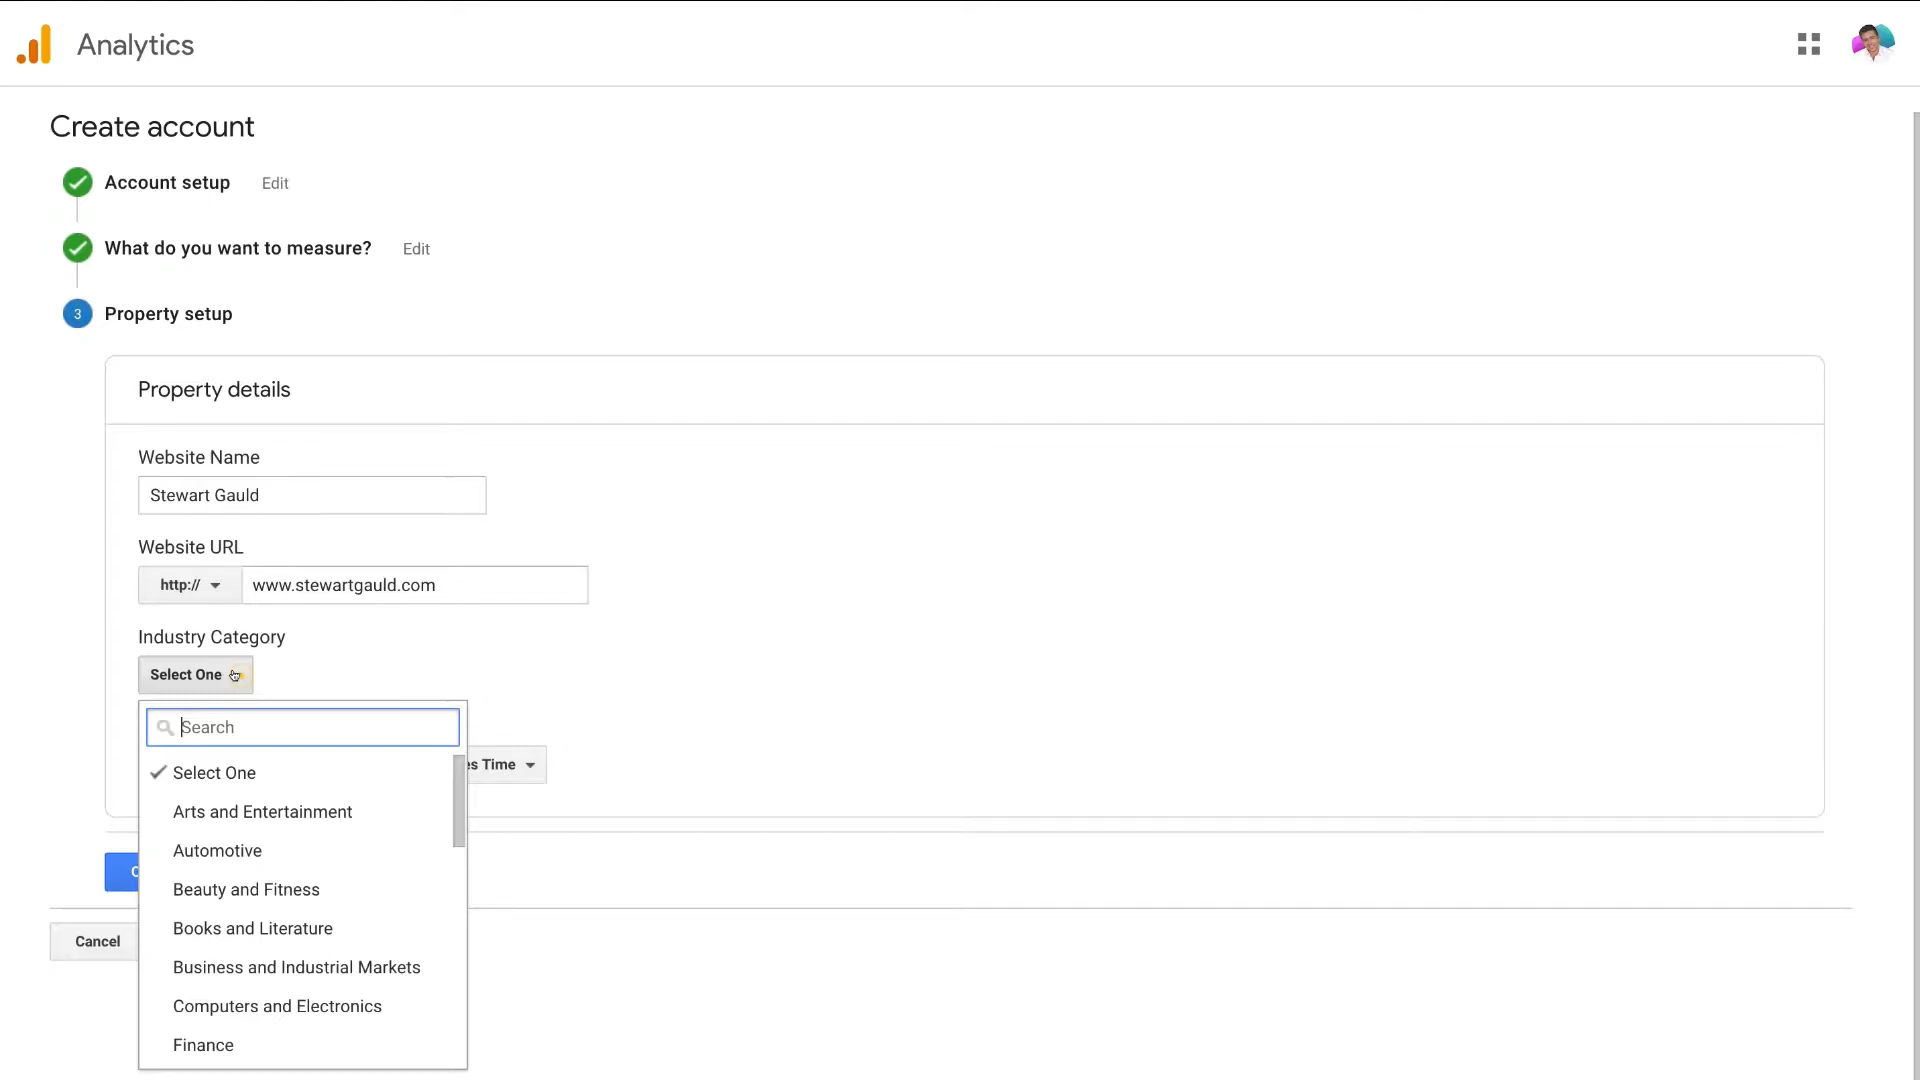 Analytics
Create account
Account setup Edit
What do you want to measure? Edit
3 Property setup
Property details
Website Name
Stewart Gauld
Website URL
http:// www.stewartgauld.com
Industry Category
Select One
Search
Select One
es Time
Arts and Entertainment
Automotive
Beauty and Fitness
Books and Literature
Cancel
Business and Industrial Markets
Computers and Electronics
Finance